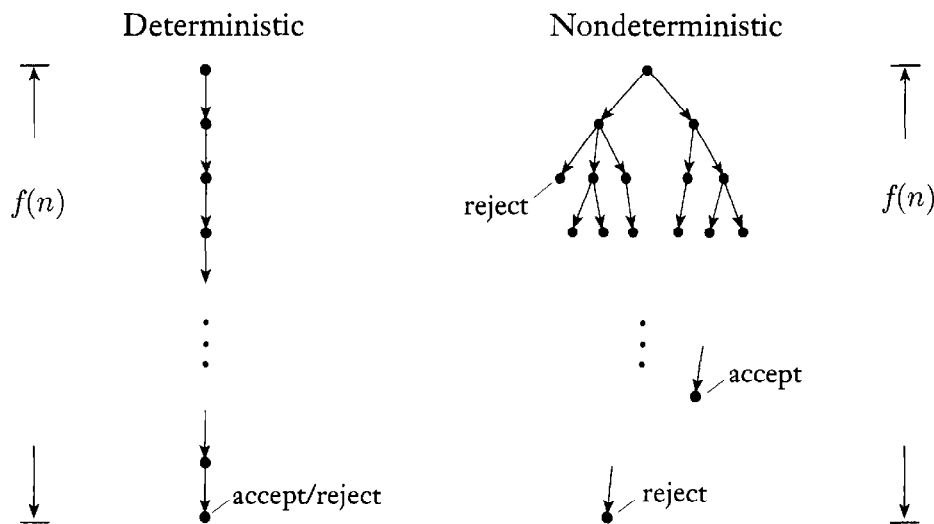 Deterministic
Nondeterministic
f(n)
reject
f(n)
accept
accept/reject
reject